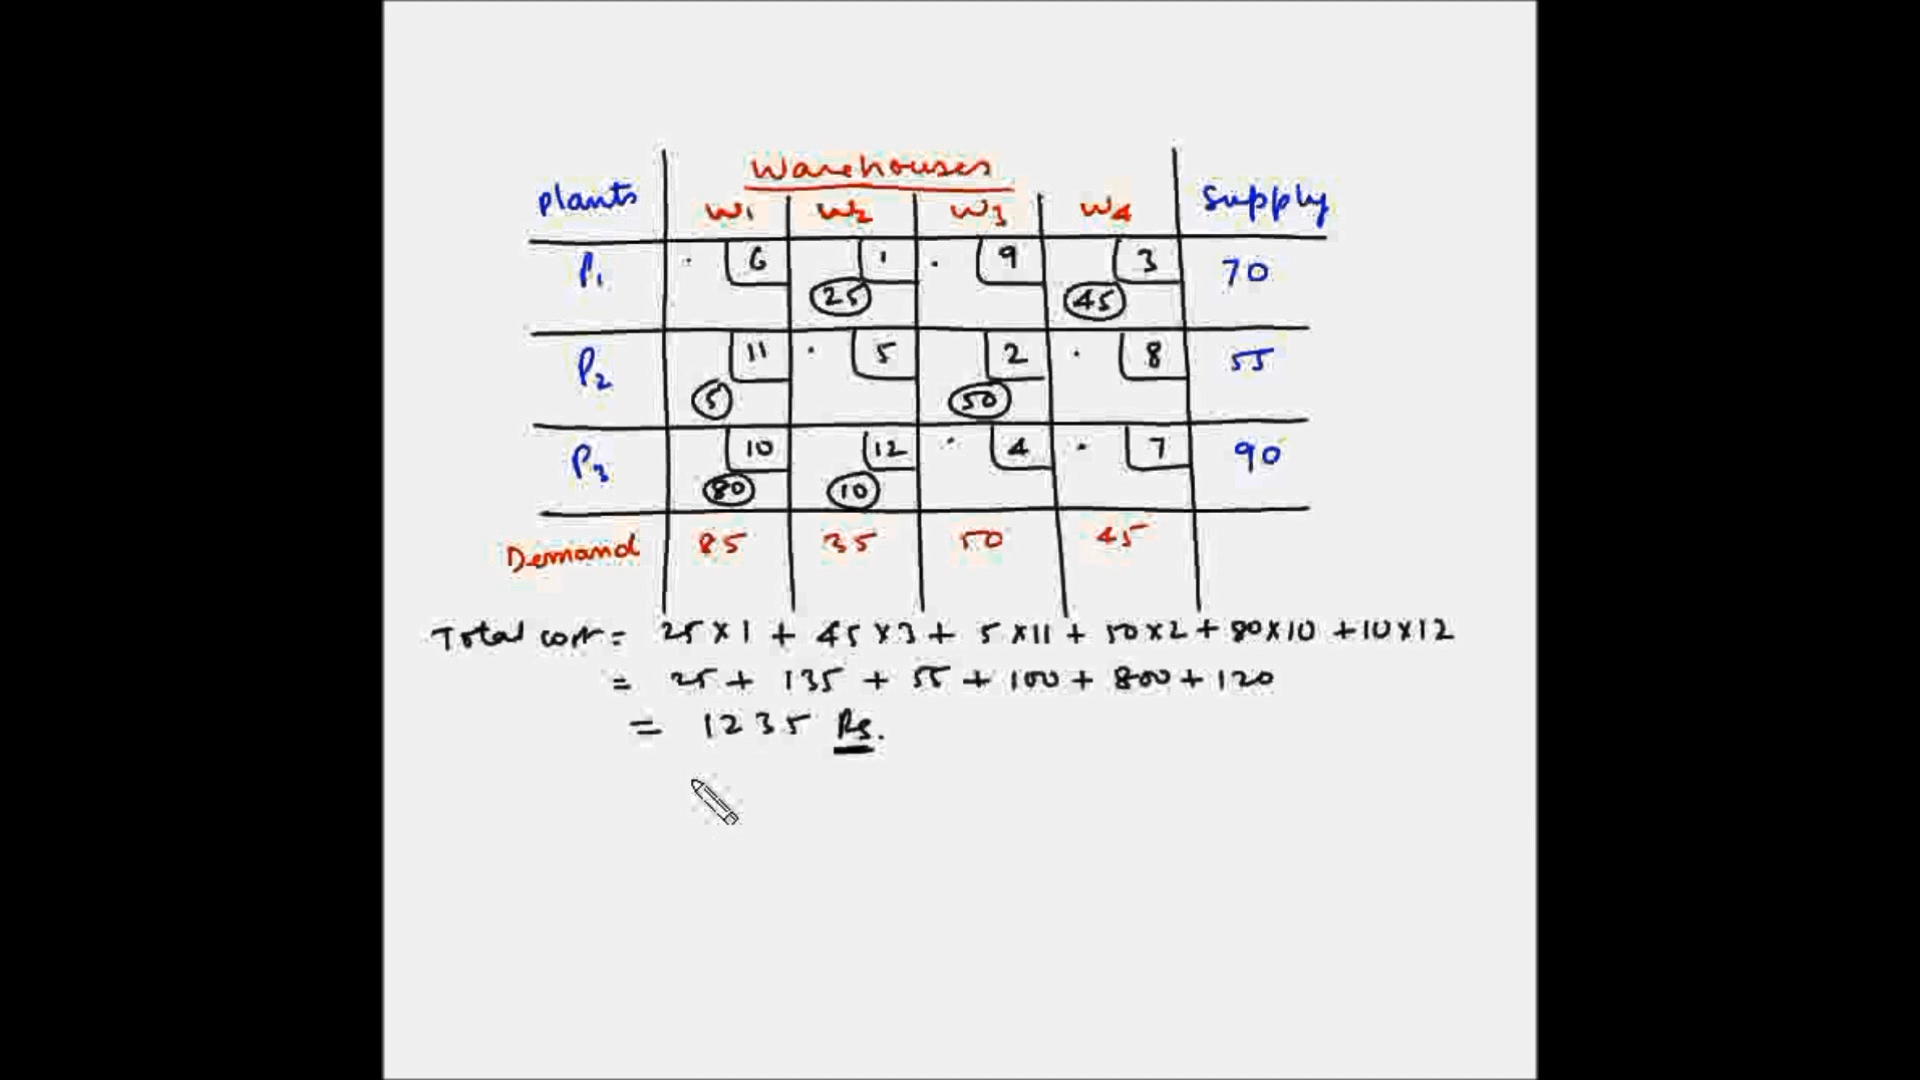 Warehouses
Plants W1 W2 W3 W4 Supply
P1 6 1 9 3 70
25 45
P2 11 5 2 8 55
5 50
P3 10 12 4 7 90
80 10
Demand 85 35 50 45
Total cost = 25 x 1 + 45 x 3 + 5 x 11 + 50 x 2 + 80 x 10 + 10 x 12
= 25 + 135 + 55 + 100 + 800 + 120
= 1235 Rs.